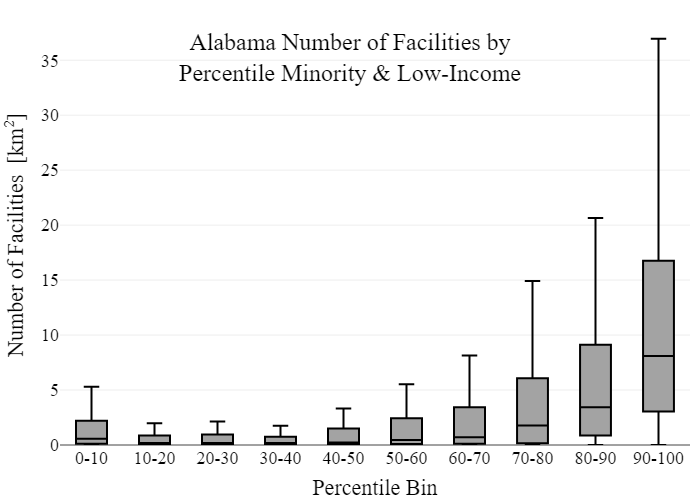 Alabama Number of Facilities by
Percentile Minority & Low-Income
Number of Facilities [km²]
35
30
25
20
15
10
5
0
0-10 10-20 20-30 30-40 40-50 50-60 60-70 70-80 80-90 90-100
Percentile Bin